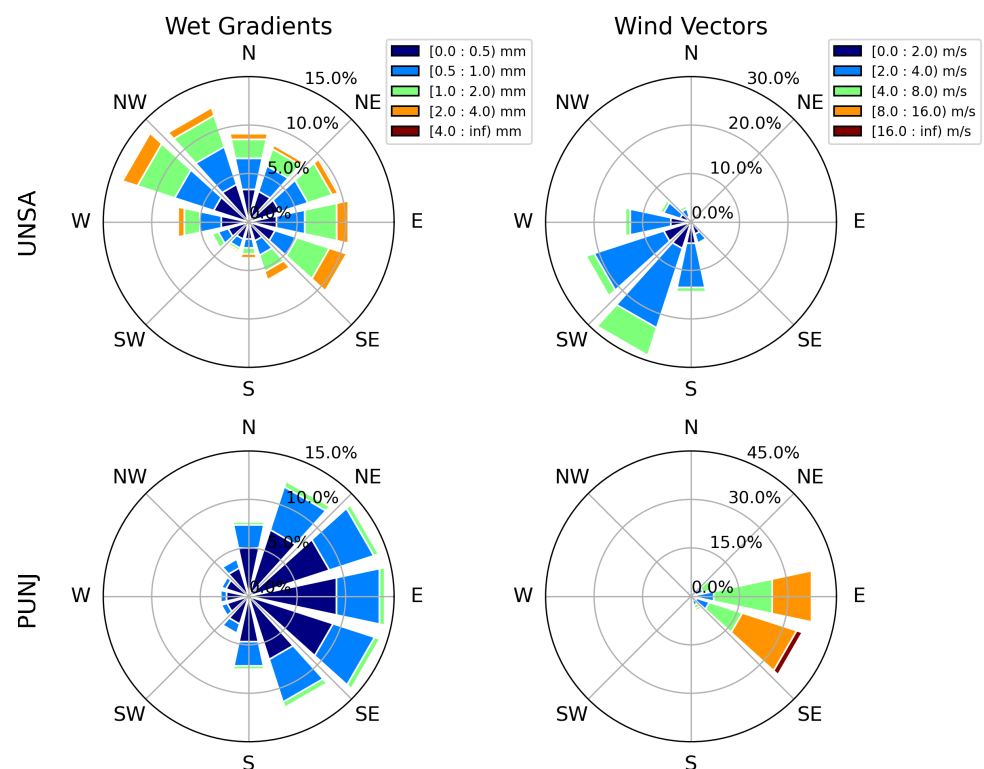 Wet Gradients
Wind Vectors
N
15.0%
NW
NE
10.0%
5.0%
0.0%
W
E
SW
SE
S
[0.0 : 0.5) mm
[0.5 : 1.0) mm
[1.0 : 2.0) mm
[2.0 : 4.0) mm
[4.0 : inf) mm
UNSA
N
30.0%
NW
NE
20.0%
10.0%
0.0%
W
E
SW
SE
S
[0.0 : 2.0) m/s
[2.0 : 4.0) m/s
[4.0 : 8.0) m/s
[8.0 : 16.0) m/s
[16.0 : inf) m/s
N
15.0%
NW
NE
10.0%
5.0%
0.0%
W
E
SW
SE
S
PUNJ
N
45.0%
NW
NE
30.0%
15.0%
0.0%
W
E
SW
SE
S